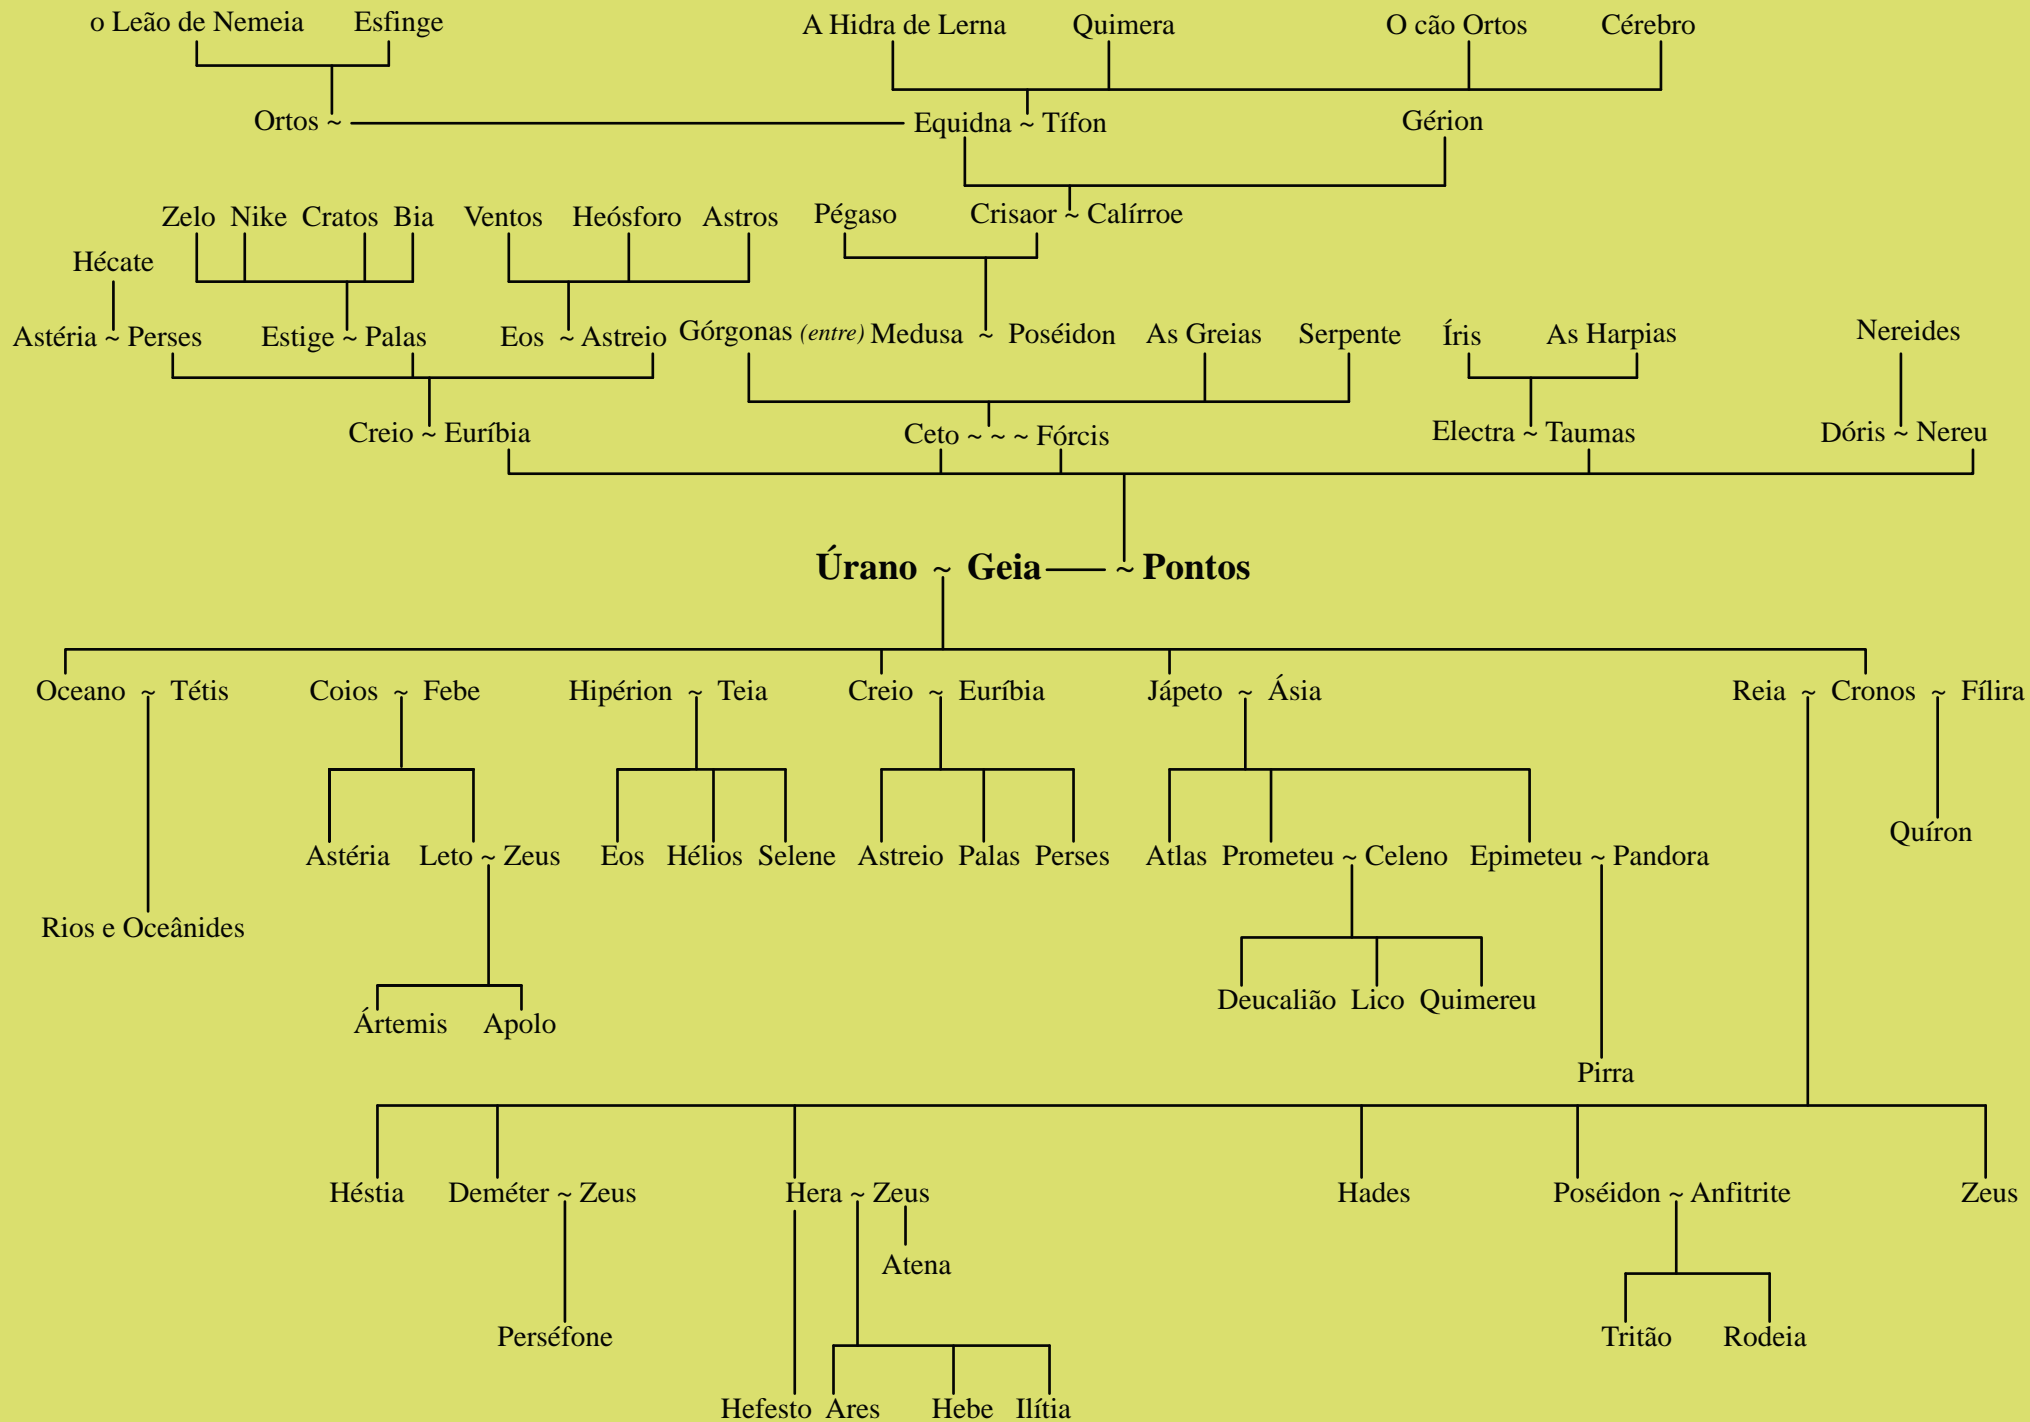 o Leão de Nemeia Esfinge A Hidra de Lerna Quimera O cão Ortos Cérebro
Ortos ~ Equidna ~ Tífon Gérion
Zelo Nike Cratos Bia Ventos Heósforo Astros Pégaso Crisaor ~ Calírroe
Hécate
Astéria ~ Perses Estige ~ Palas Eos ~ Astreio Górgonas (entre) Medusa ~ Poséidon As Greias Serpente Íris As Harpias Nereides
Creio ~ Euríbia Ceto ~ ~ ~ Fórcis Electra ~ Taumas Dóris ~ Nereu
Úrano ~ Geia ~ Pontos
Oceano ~ Tétis Coios ~ Febe Hipérion ~ Teia Creio ~ Euríbia Jápeto ~ Ásia Reia ~ Cronos ~ Fílira
Quíron
Astéria Leto ~ Zeus Eos Hélios Selene Astreio Palas Perses Atlas Prometeu ~ Celeno Epimeteu ~ Pandora
Rios e Oceânides
Deucalião Lico Quimereu
Ártemis Apolo
Pirra
Héstia Deméter ~ Zeus Hera ~ Zeus Hades Poséidon ~ Anfitrite Zeus
Atena
Perséfone Tritão Rodeia
Hefesto Ares Hebe Ilítia